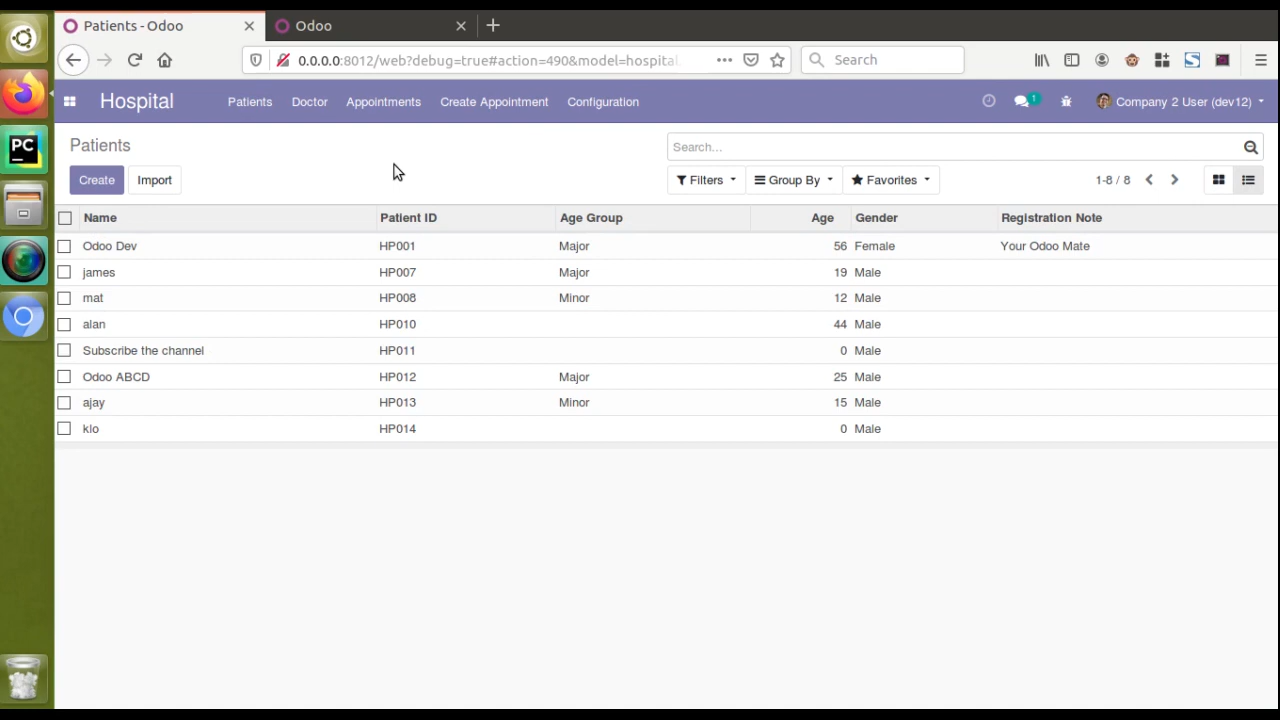 Patients - Odoo
Odoo
0.0.0.0:8012/web?debug=true#action=490&model=hospital
Search
Hospital Patients Doctor Appointments Create Appointment Configuration 1 Company 2 User (dev12)
Patients Search...
Create Import Filters Group By Favorites 1-8 / 8
Name Patient ID Age Group Age Gender Registration Note
Odoo Dev HP001 Major 56 Female Your Odoo Mate
james HP007 Major 19 Male
mat HP008 Minor 12 Male
alan HP010 44 Male
Subscribe the channel HP011 0 Male
Odoo ABCD HP012 Major 25 Male
ajay HP013 Minor 15 Male
klo HP014 0 Male
PC